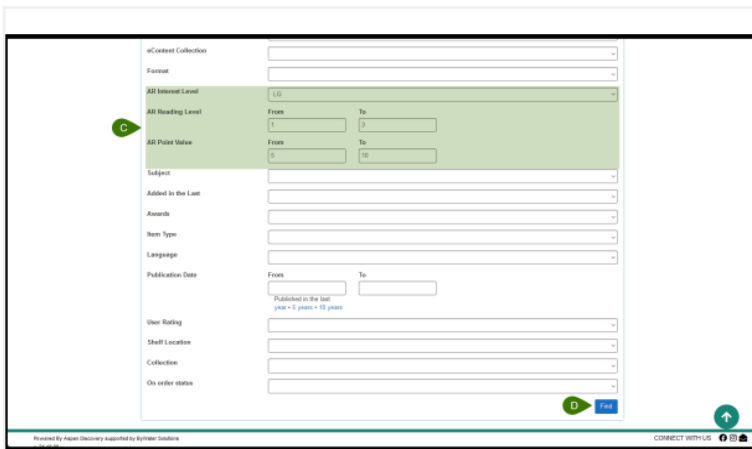 eContent Collection
Format
AR Interest Level LG
AR Reading Level From To
1 3
C
AR Point Value From To
5 10
Subject
Added in the Last
Awards
Item Type
Language
Publication Date From To
Published in the last
year • 5 years • 10 years
User Rating
Shelf Location
Collection
On order status
D Find
Powered By Aspen Discovery supported by ByWater Solutions CONNECT WITH US